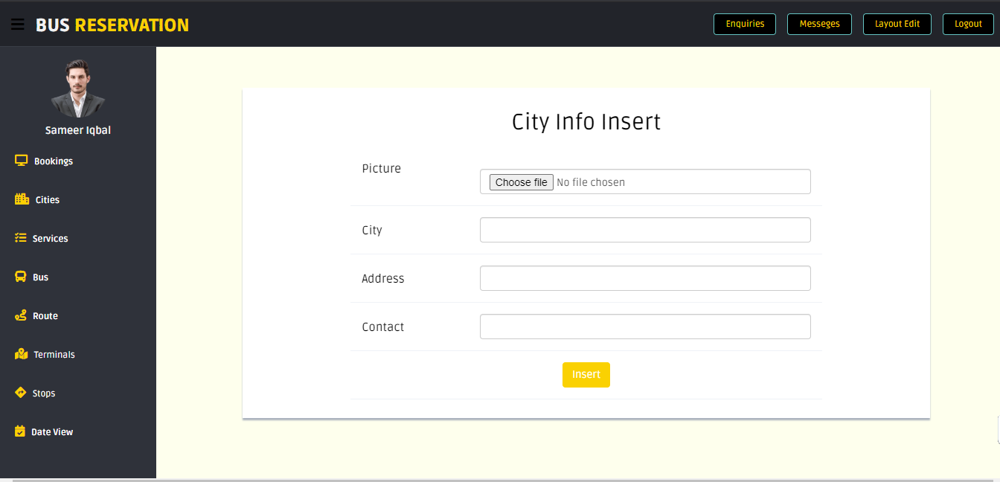 BUS RESERVATION
Enquiries
Messeges
Layout Edit
Logout
Sameer Iqbal
Bookings
Cities
Services
Bus
Route
Terminals
Stops
Date View
City Info Insert
Picture
Choose file No file chosen
City
Address
Contact
Insert